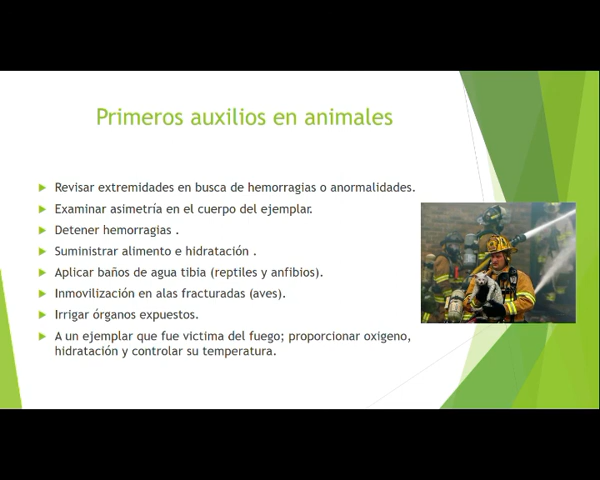 Primeros auxilios en animales
Revisar extremidades en busca de hemorragias o anormalidades.
Examinar asimetría en el cuerpo del ejemplar.
Detener hemorragias .
Suministrar alimento e hidratación .
Aplicar baños de agua tibia (reptiles y anfibios).
Inmovilización en alas fracturadas (aves).
Irrigar órganos expuestos.
A un ejemplar que fue victima del fuego; proporcionar oxigeno,
hidratación y controlar su temperatura.